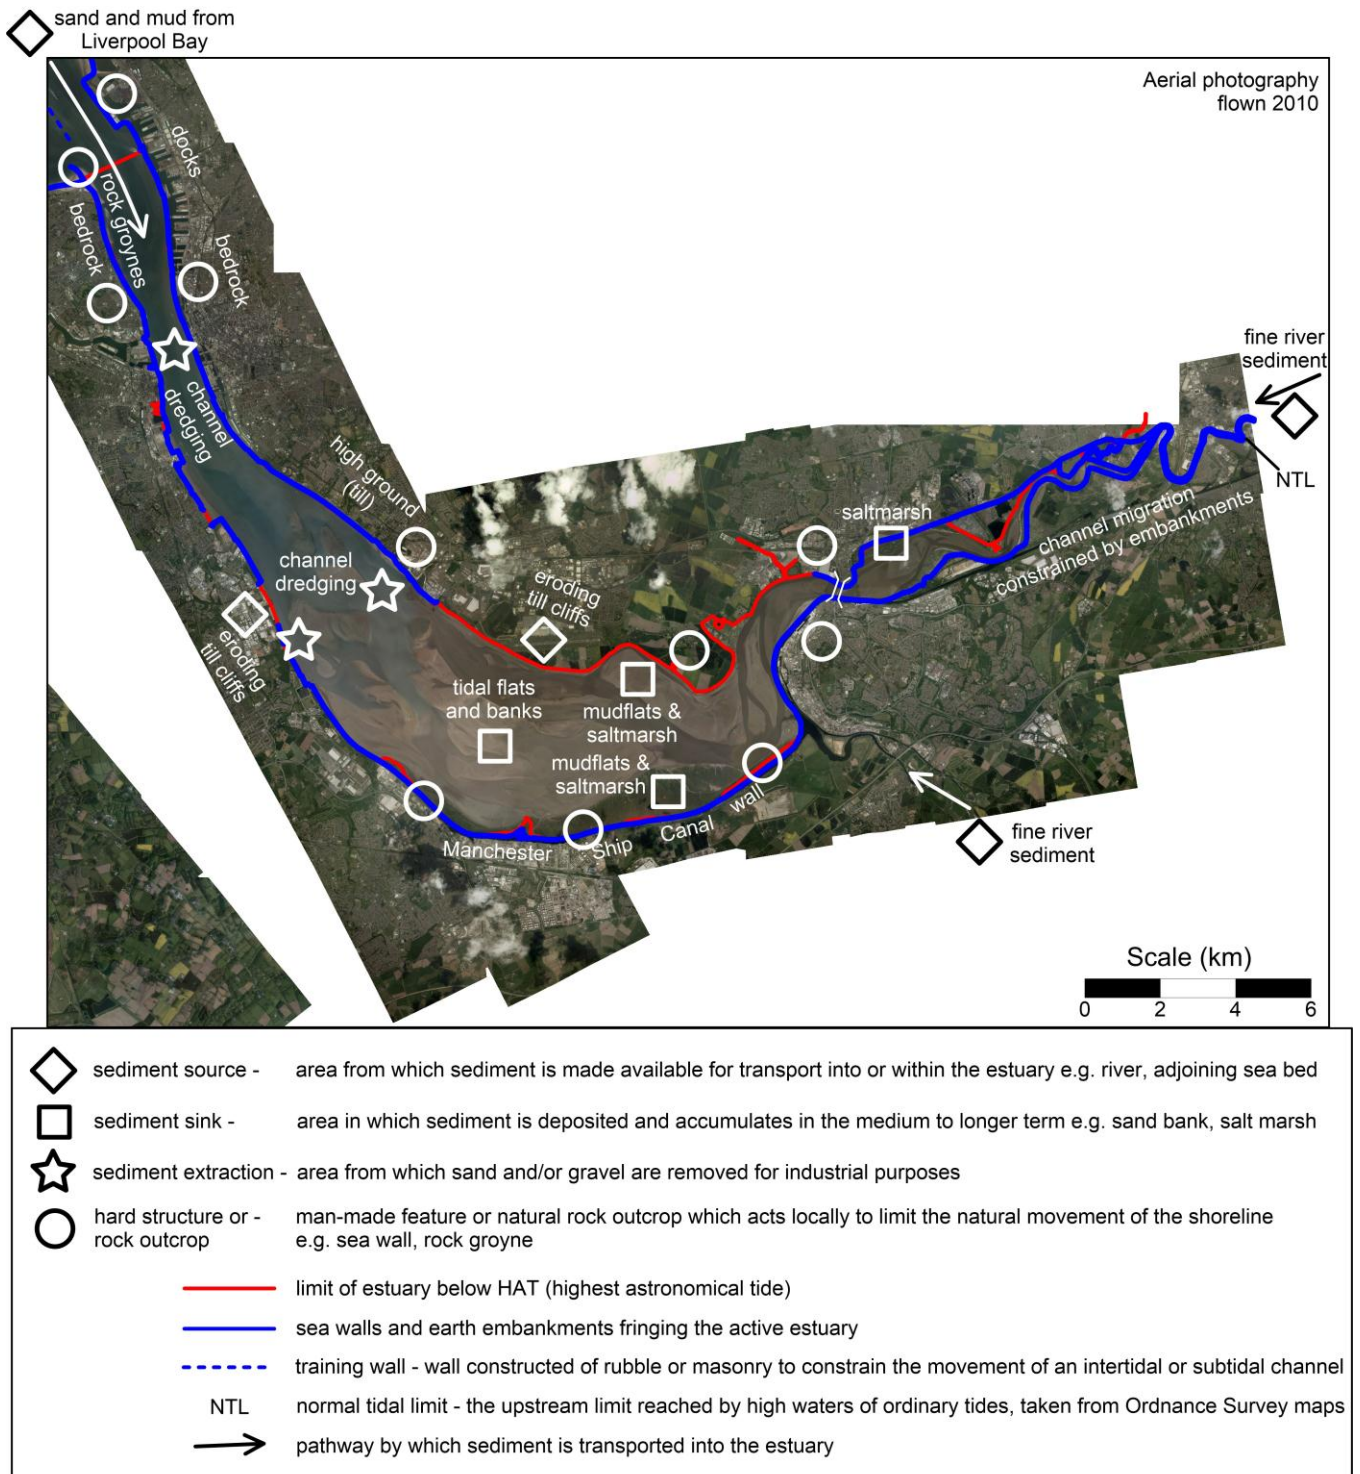 sand and mud from
Liverpool Bay
Aerial photography
flown 2010
docks
rock groynes
bedrock
bedrock
channel
dredging
high ground
(till)
channel
dredging
eroding
till cliffs
eroding
till cliffs
tidal flats
and banks
mudflats &
saltmarsh
mudflats &
saltmarsh
Manchester Ship Canal wall
saltmarsh
channel migration
constrained by embankments
fine river
sediment
NTL
fine river
sediment
Scale (km)
0 2 4 6
sediment source - area from which sediment is made available for transport into or within the estuary e.g. river, adjoining sea bed
sediment sink - area in which sediment is deposited and accumulates in the medium to longer term e.g. sand bank, salt marsh
sediment extraction - area from which sand and/or gravel are removed for industrial purposes
hard structure or - man-made feature or natural rock outcrop which acts locally to limit the natural movement of the shoreline
rock outcrop e.g. sea wall, rock groyne
limit of estuary below HAT (highest astronomical tide)
sea walls and earth embankments fringing the active estuary
training wall - wall constructed of rubble or masonry to constrain the movement of an intertidal or subtidal channel
NTL normal tidal limit - the upstream limit reached by high waters of ordinary tides, taken from Ordnance Survey maps
pathway by which sediment is transported into the estuary